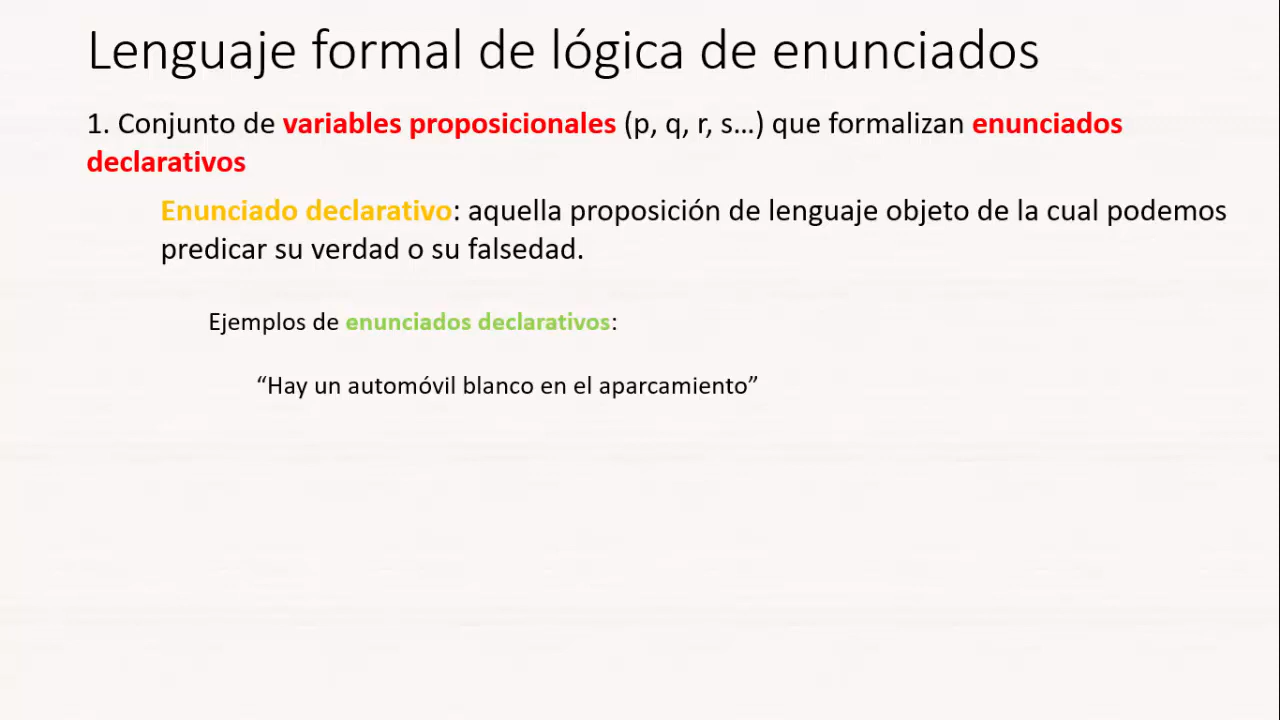 Lenguaje formal de lógica de enunciados
1. Conjunto de variables proposicionales (p, q, r, s…) que formalizan enunciados
declarativos
Enunciado declarativo: aquella proposición de lenguaje objeto de la cual podemos
predicar su verdad o su falsedad.
Ejemplos de enunciados declarativos:
“Hay un automóvil blanco en el aparcamiento”